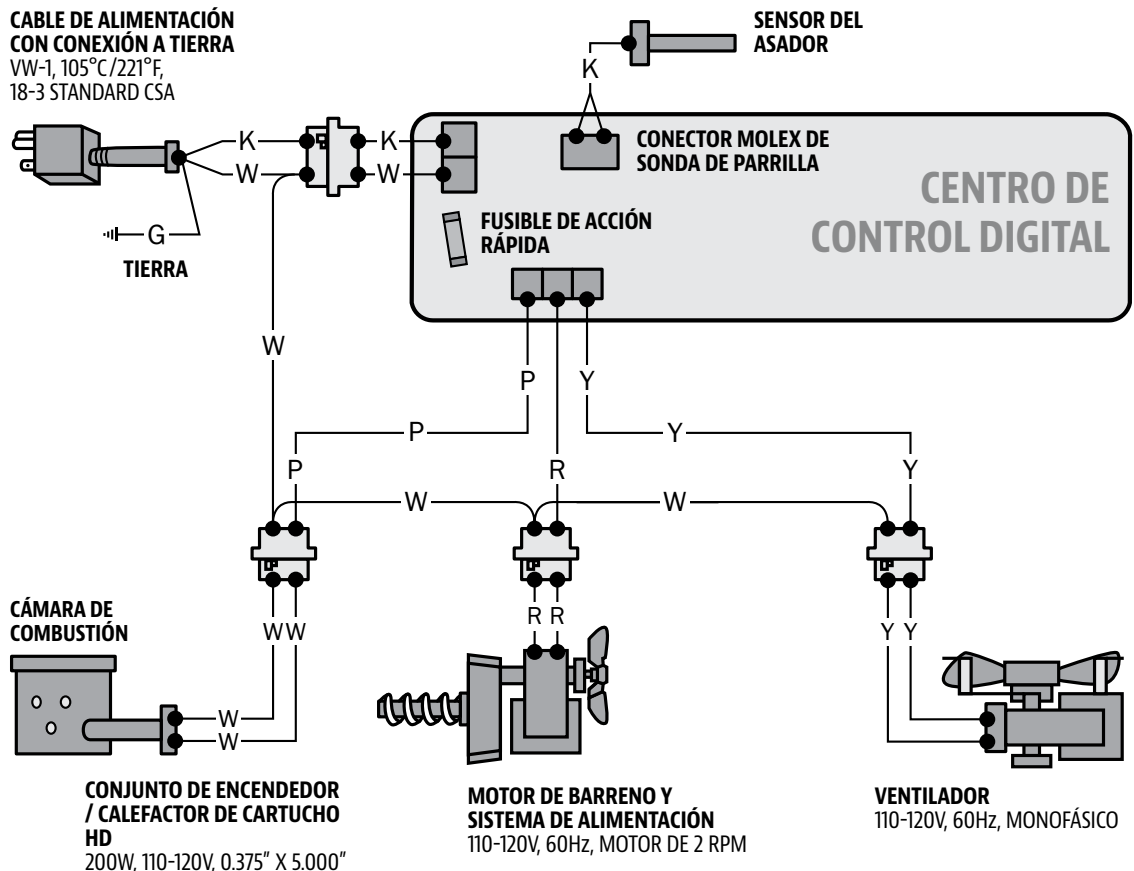 CABLE DE ALIMENTACIÓN
CON CONEXIÓN A TIERRA
VW-1, 105°C/221°F,
18-3 STANDARD CSA
SENSOR DEL
ASADOR
K
CONECTOR MOLEX DE
SONDA DE PARRILLA
K
K
W
W
CENTRO DE
CONTROL DIGITAL
FUSIBLE DE ACCIÓN
RÁPIDA
G
TIERRA
W
P
Y
P
Y
P
R
Y
W
W
CÁMARA DE
COMBUSTIÓN
W W
R R
Y Y
W
W
CONJUNTO DE ENCENDEDOR
/ CALEFACTOR DE CARTUCHO
HD
200W, 110-120V, 0.375" X 5.000"
MOTOR DE BARRENO Y
SISTEMA DE ALIMENTACIÓN
110-120V, 60Hz, MOTOR DE 2 RPM
VENTILADOR
110-120V, 60Hz, MONOFÁSICO